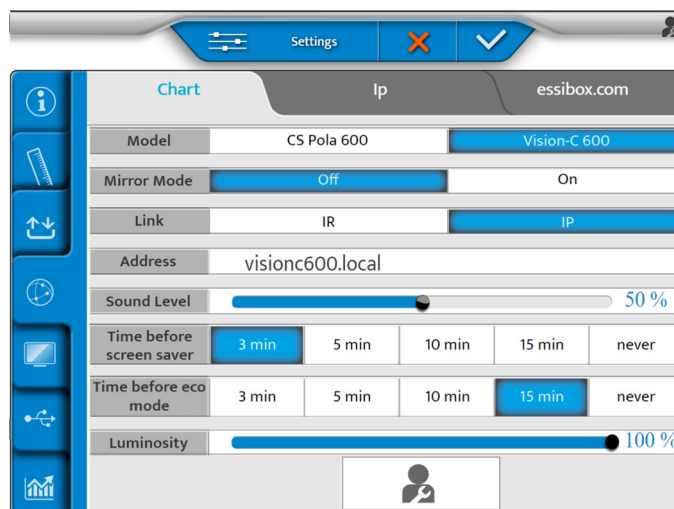 Settings
Chart Ip essibox.com
Model CS Pola 600 Vision-C 600
Mirror Mode Off On
Link IR IP
Address visionc600.local
Sound Level 50 %
Time before
screen saver 3 min 5 min 10 min 15 min never
Time before eco
mode 3 min 5 min 10 min 15 min never
Luminosity 100 %